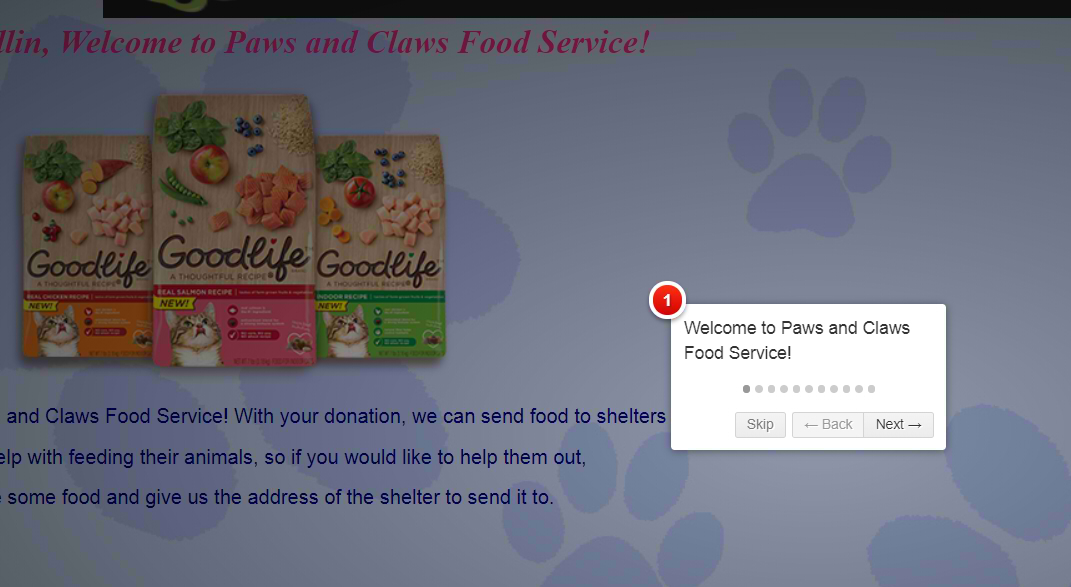 dlin, Welcome to Paws and Claws Food Service!
Goodlife
A THOUGHTFUL RECIPE®
REAL CHICKEN RECIPE
NEW!
Goodlife
A THOUGHTFUL RECIPE®
REAL SALMON RECIPE
NEW!
Goodlife
A THOUGHTFUL RECIPE®
INDOOR RECIPE
NEW!
1
Welcome to Paws and Claws
Food Service!
Skip
← Back
Next →
and Claws Food Service! With your donation, we can send food to shelters
elp with feeding their animals, so if you would like to help them out,
some food and give us the address of the shelter to send it to.